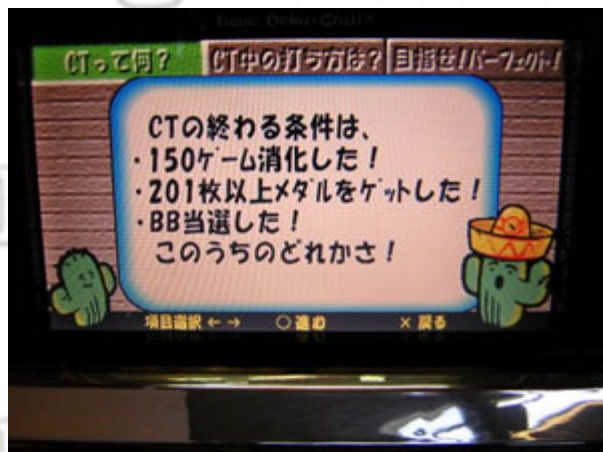 CTって何？
CT中の打ち方は？
目指せ！パーフェクト！
CTの終わる条件は、
・150ゲーム消化した！
・201枚以上メダルをゲットした！
・BB当選した！
このうちのどれかさ！
項目選択 ← →
○ 進む
× 戻る